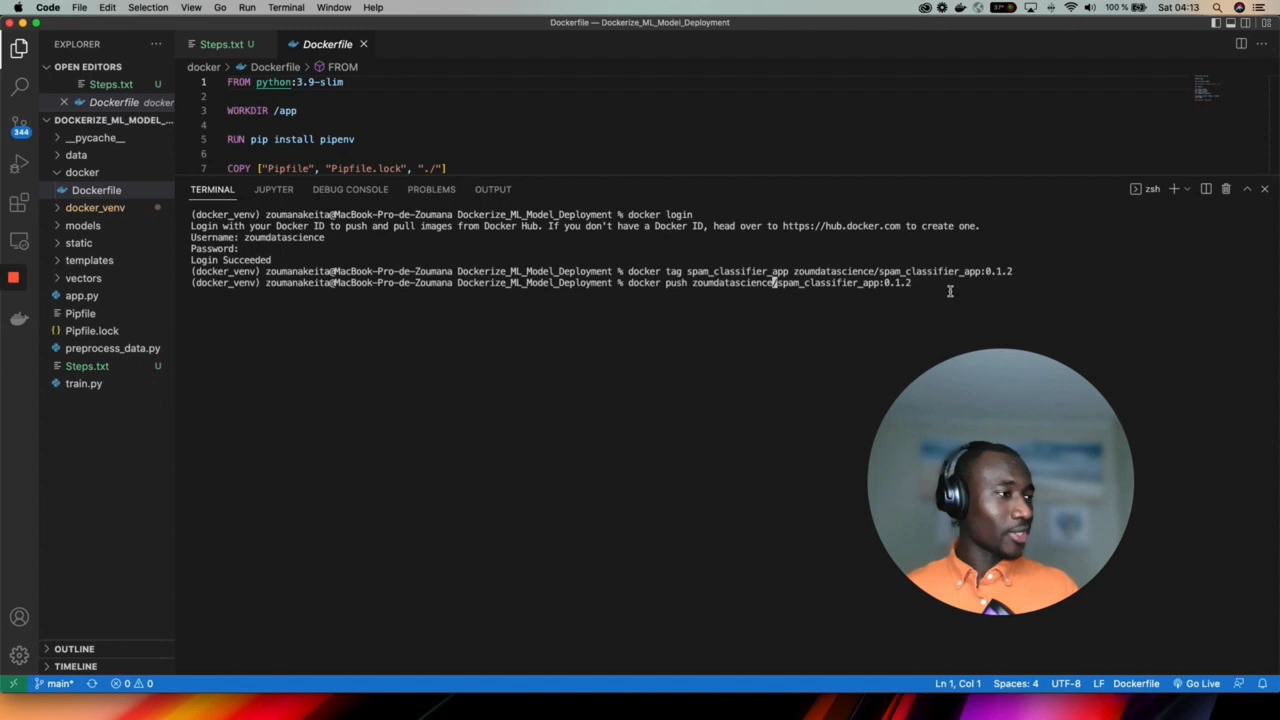 Code File Edit Selection View Go Run Terminal Window Help 37° 100 % Sat 04:13
Dockerfile — Dockerize_ML_Model_Deployment
EXPLORER
Steps.txt U
Dockerfile
OPEN EDITORS
Steps.txt U
Dockerfile docker
DOCKERIZE_ML_MODEL_...
__pycache__
data
docker
Dockerfile
docker_venv
models
static
templates
vectors
app.py
Pipfile
Pipfile.lock
preprocess_data.py
Steps.txt U
train.py
OUTLINE
TIMELINE
344
docker > Dockerfile > FROM
1 FROM python:3.9-slim
2
3 WORKDIR /app
4
5 RUN pip install pipenv
6
7 COPY ["Pipfile", "Pipfile.lock", "./"]
TERMINAL JUPYTER DEBUG CONSOLE PROBLEMS OUTPUT zsh
(docker_venv) zoumanakeita@MacBook-Pro-de-Zoumana Dockerize_ML_Model_Deployment % docker login
Login with your Docker ID to push and pull images from Docker Hub. If you don't have a Docker ID, head over to https://hub.docker.com to create one.
Username: zoumdatascience
Password:
Login Succeeded
(docker_venv) zoumanakeita@MacBook-Pro-de-Zoumana Dockerize_ML_Model_Deployment % docker tag spam_classifier_app zoumdatascience/spam_classifier_app:0.1.2
(docker_venv) zoumanakeita@MacBook-Pro-de-Zoumana Dockerize_ML_Model_Deployment % docker push zoumdatascience/spam_classifier_app:0.1.2
main* 0 0 Ln 1, Col 1 Spaces: 4 UTF-8 LF Dockerfile Go Live